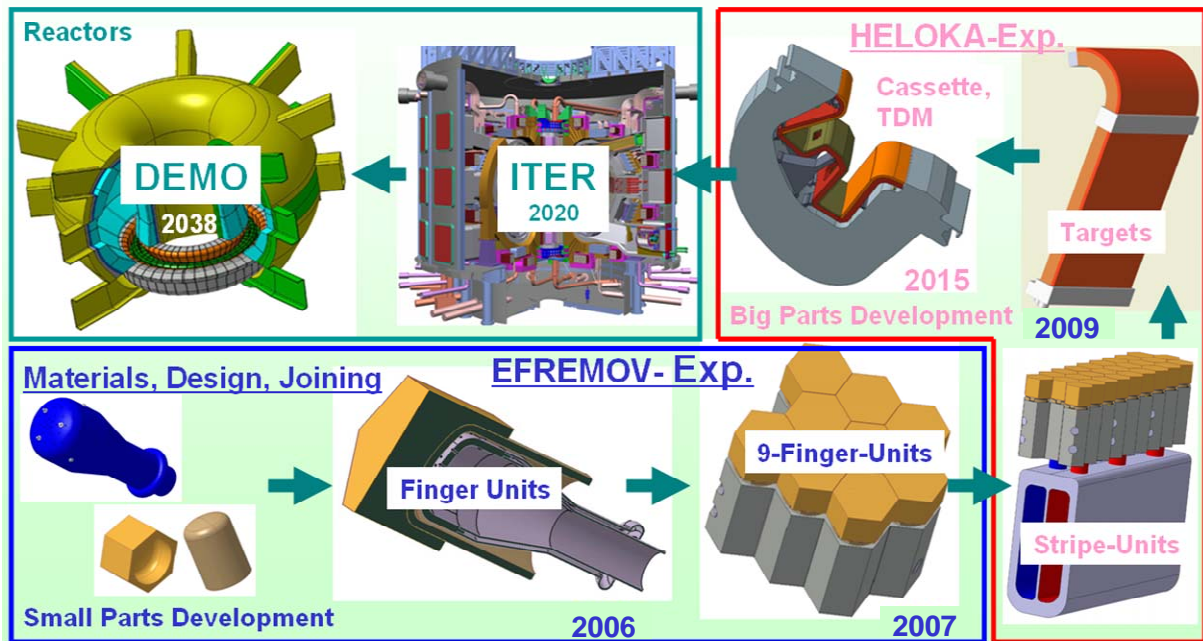 Reactors
DEMO
2038
ITER
2020
HELOKA-Exp.
Cassette,
TDM
2015
Big Parts Development
Targets
2009
Materials, Design, Joining
EFREMOV- Exp.
Finger Units
9-Finger-Units
Stripe-Units
Small Parts Development
2006
2007